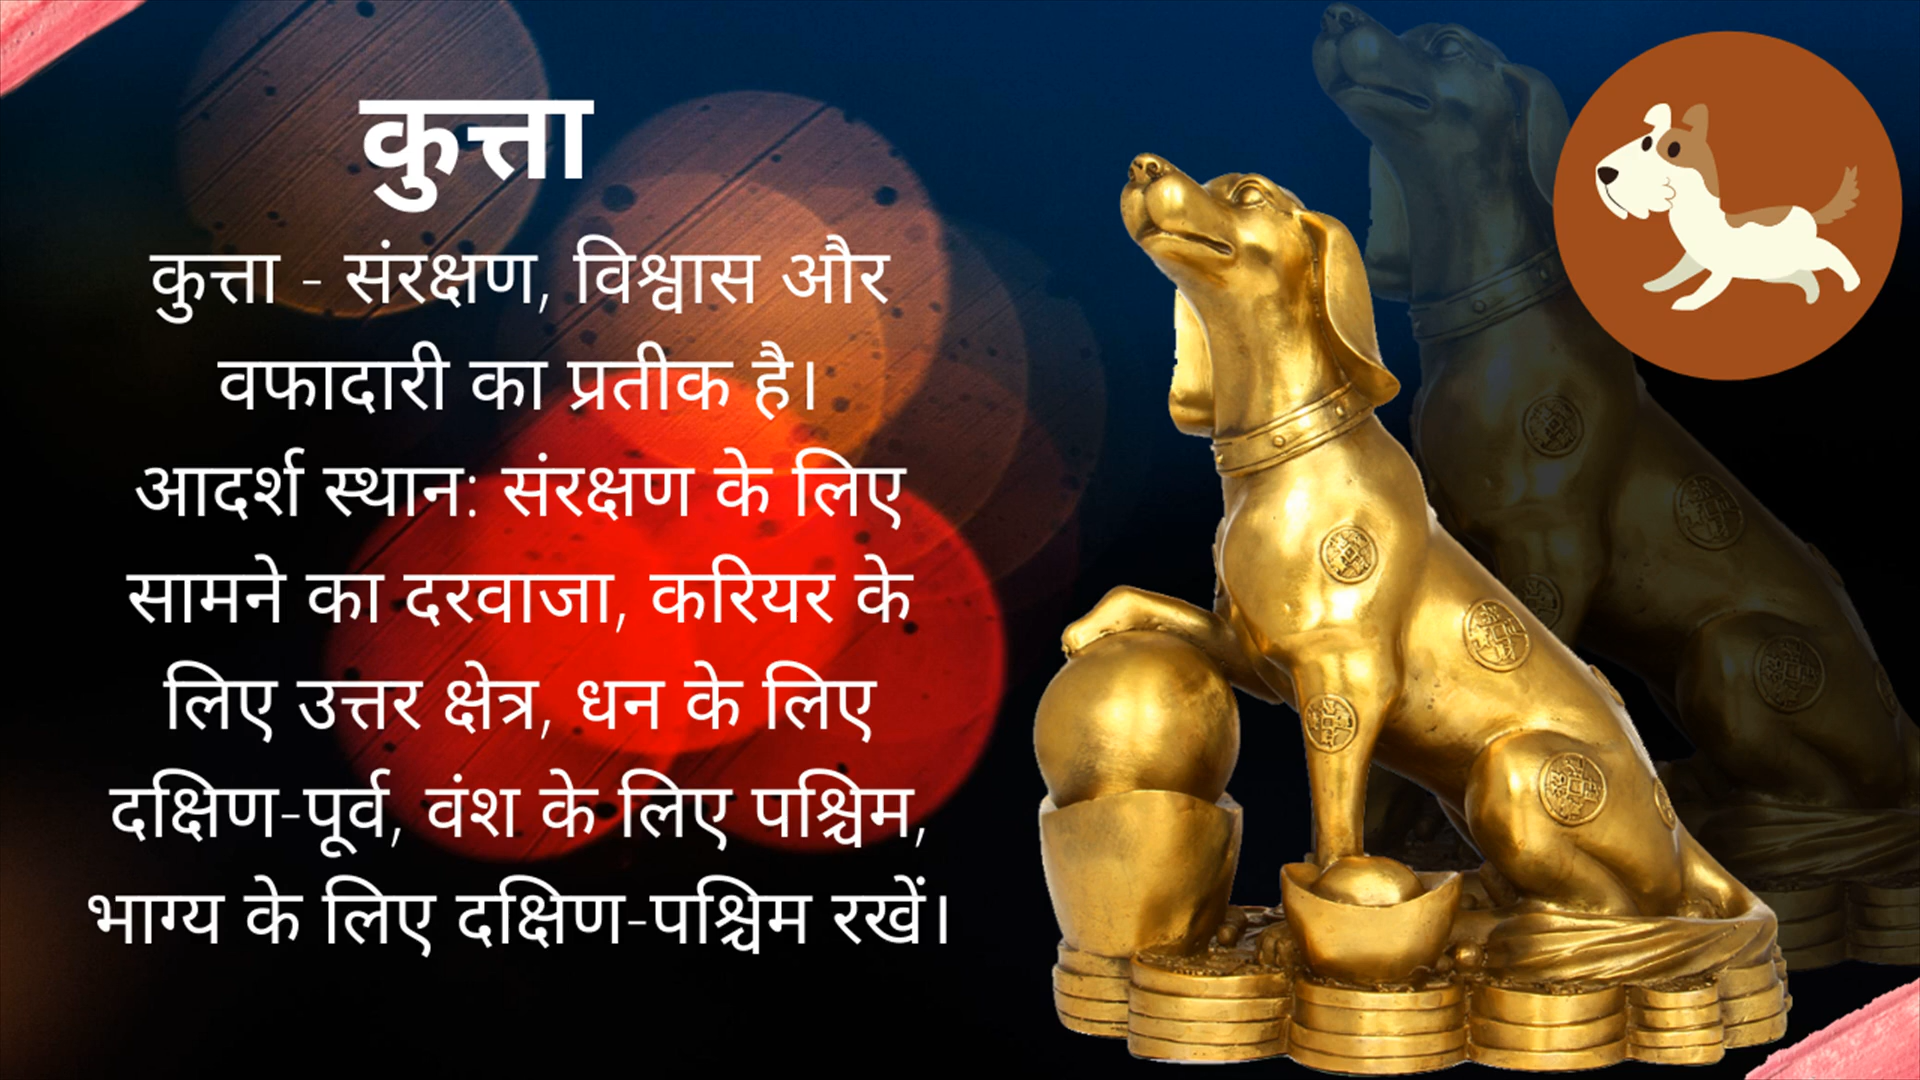 कुत्ता
कुत्ता - संरक्षण, विश्वास और
वफादारी का प्रतीक है।
आदर्श स्थान: संरक्षण के लिए
सामने का दरवाजा, करियर के
लिए उत्तर क्षेत्र, धन के लिए
दक्षिण-पूर्व, वंश के लिए पश्चिम,
भाग्य के लिए दक्षिण-पश्चिम रखें।